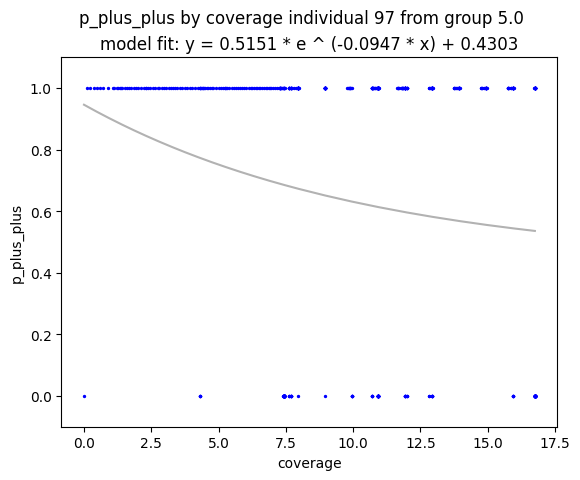 p_plus_plus by coverage individual 97 from group 5.0
model fit: y = 0.5151 * e ^ (-0.0947 * x) + 0.4303
1.0
0.8
0.6
0.4
0.2
0.0
p_plus_plus
0.0 2.5 5.0 7.5 10.0 12.5 15.0 17.5
coverage